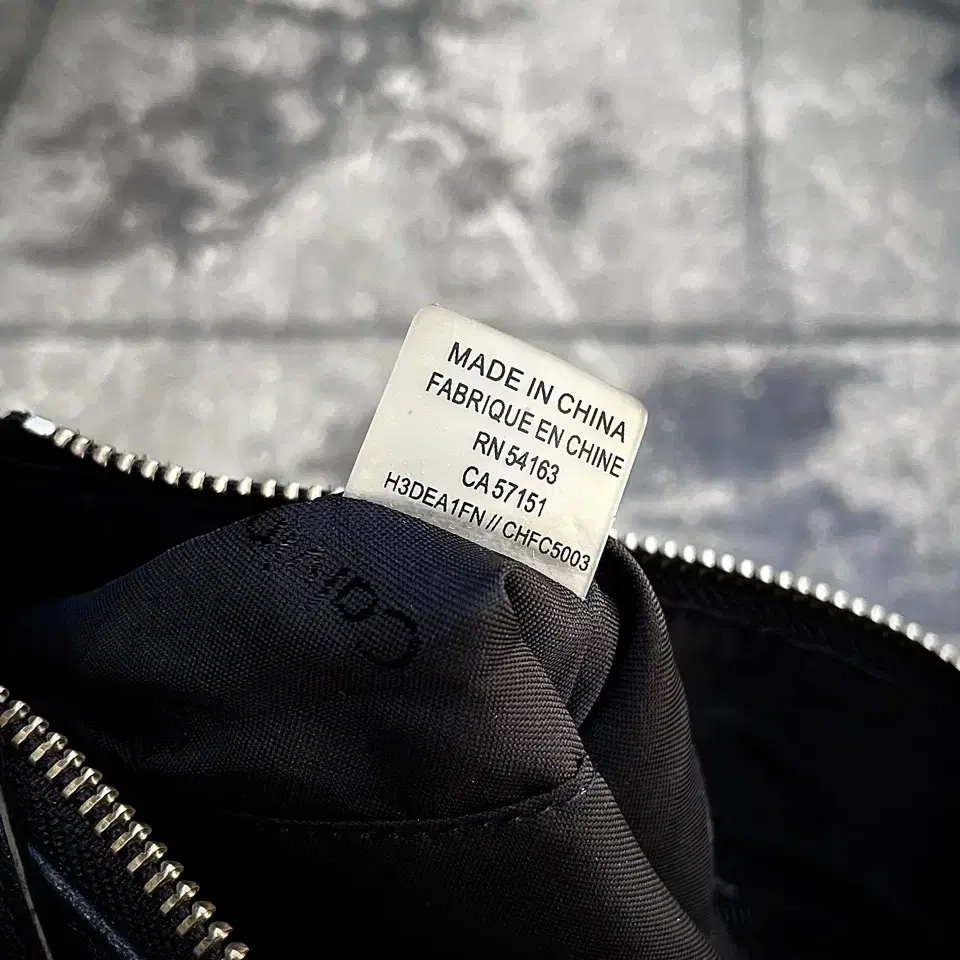 MADE IN CHINA
FABRIQUE EN CHINE
RN 54163
CA 57151
H3DEA1FN // CHFC5003